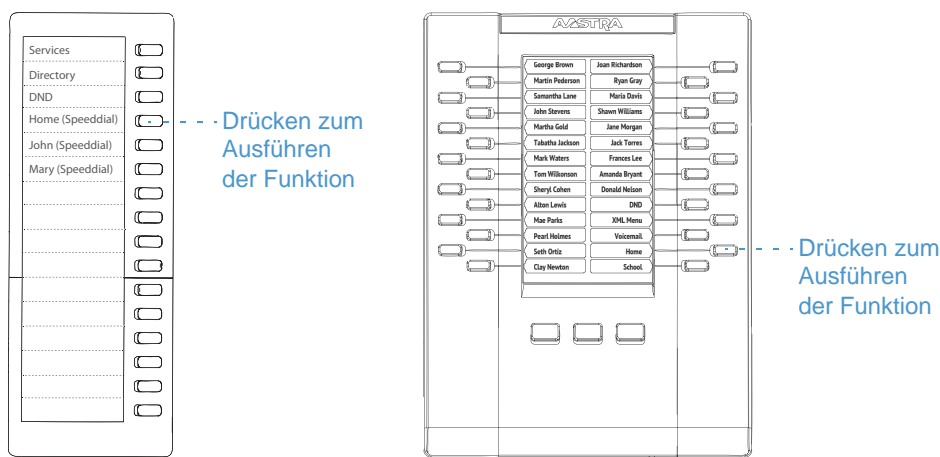 Services
Directory
DND
Home (Speeddial)
John (Speeddial)
Mary (Speeddial)
Drücken zum
Ausführen
der Funktion
AASTRA
George Brown Joan Richardson
Martin Pederson Ryan Gray
Samantha Lane Maria Davis
John Stevens Shawn Williams
Martha Gold Jane Morgan
Tabatha Jackson Jack Torres
Mark Waters Frances Lee
Tom Wilkonson Amanda Bryant
Sheryl Cohen Donald Nelson
Alton Lewis DND
Mae Parks XML Menu
Pearl Holmes Voicemail
Seth Ortiz Home
Clay Newton School
Drücken zum
Ausführen
der Funktion